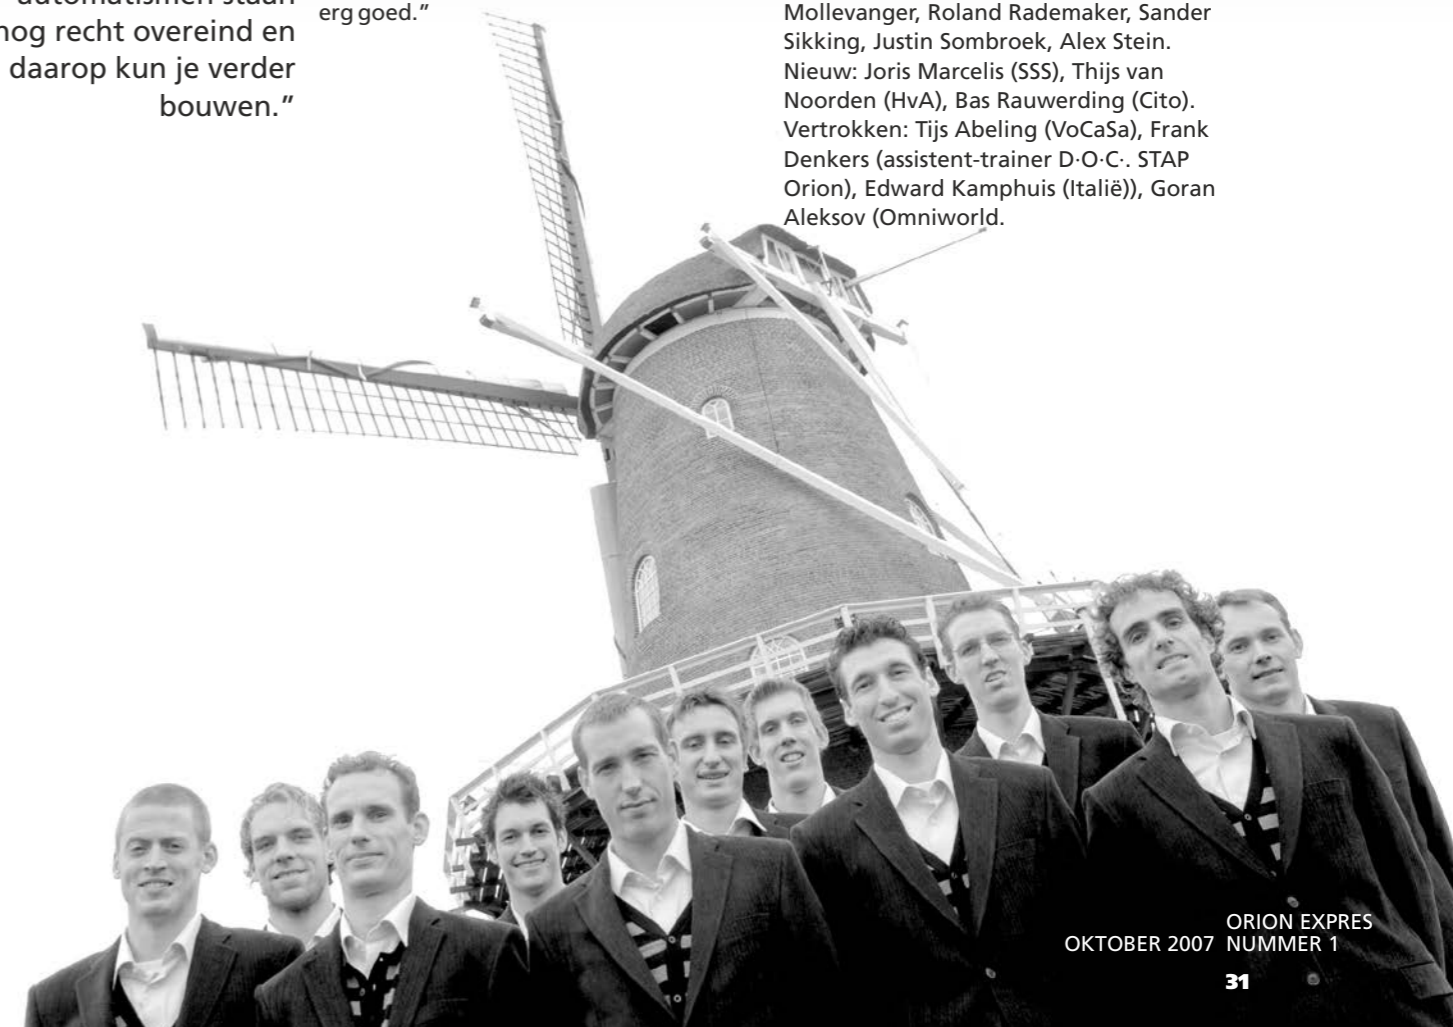 nog recht overeind en
daarop kun je verder
bouwen.”
erg goed.”
Mollevanger, Roland Rademaker, Sander
Sikking, Justin Sombroek, Alex Stein.
Nieuw: Joris Marcelis (SSS), Thijs van
Noorden (HvA), Bas Rauwerding (Cito).
Vertrokken: Tijs Abeling (VoCaSa), Frank
Denkers (assistent-trainer D·O·C·. STAP
Orion), Edward Kamphuis (Italië)), Goran
Aleksov (Omniworld.
OKTOBER 2007
ORION EXPRES
NUMMER 1
31